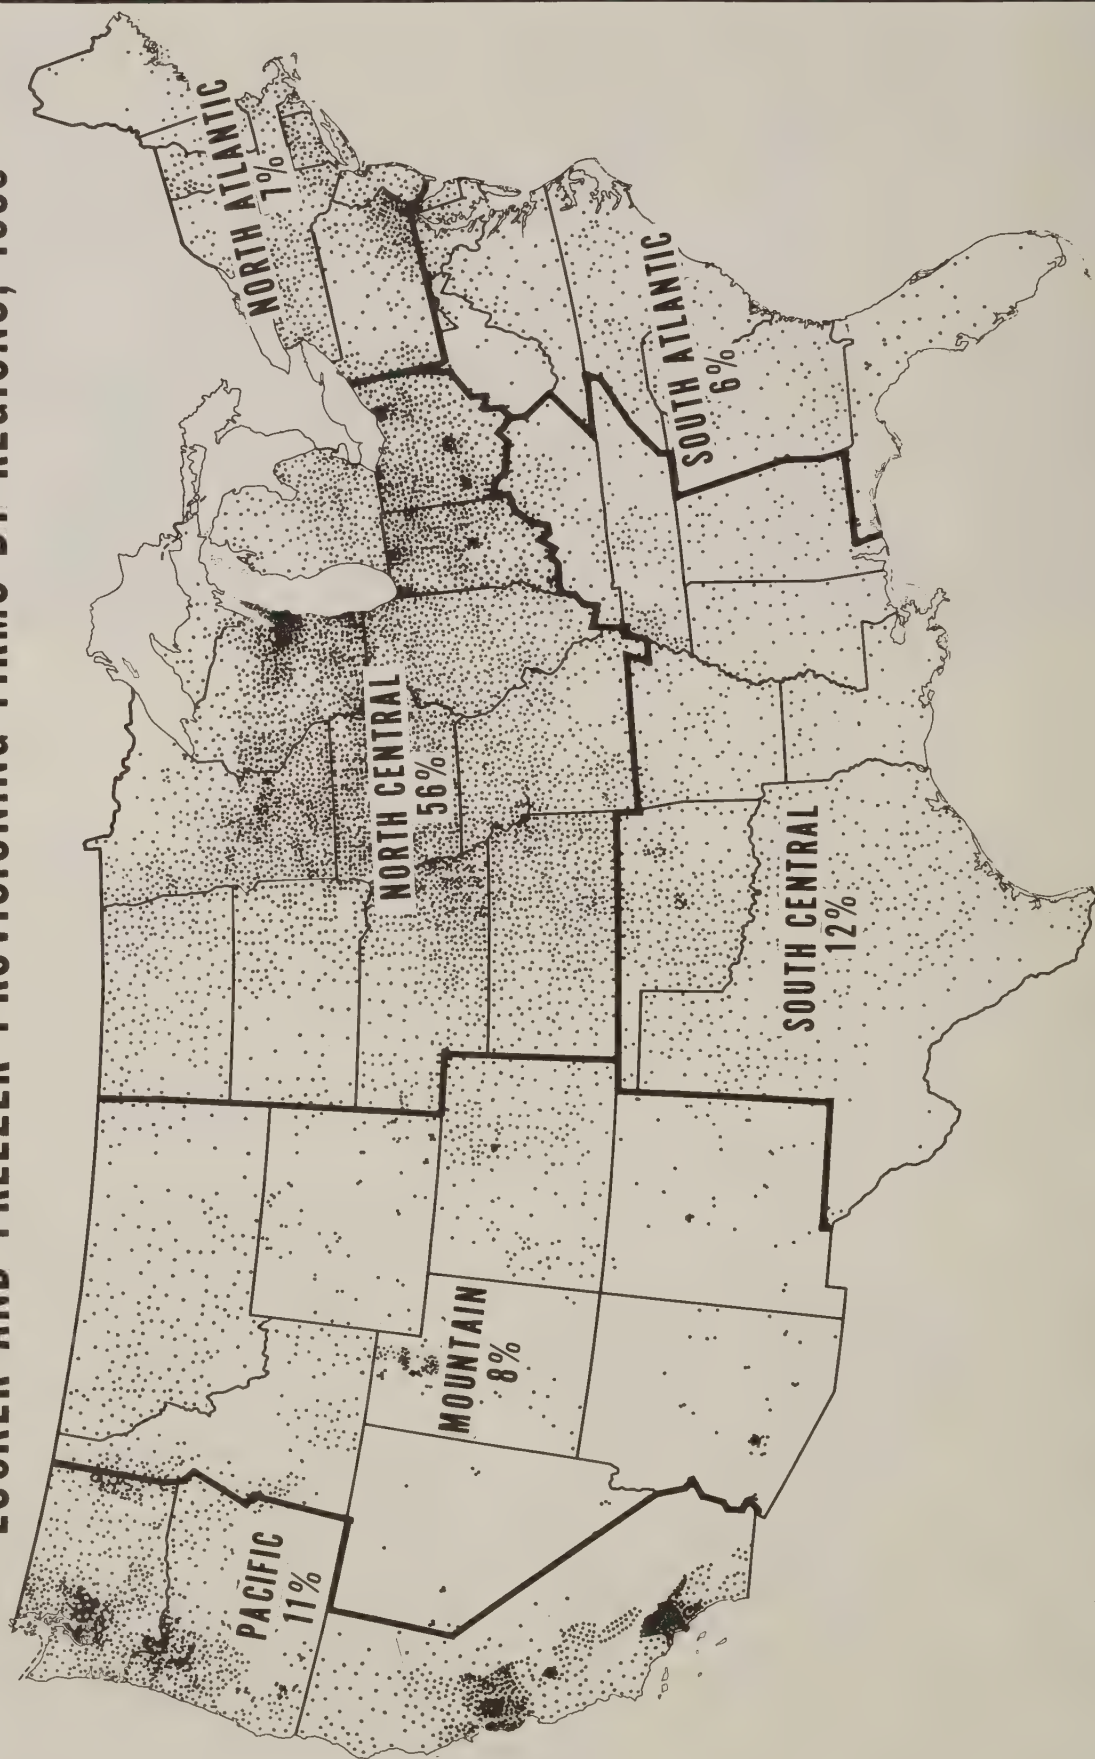 LOCKER AND FREEZER PROVISIONING FIRMS BY REGIONS,
NORTH ATLANTIC
7%
NORTH CENTRAL
56%
SOUTH ATLANTIC
6%
PACIFIC
11%
MOUNTAIN
8%
SOUTH CENTRAL
12%